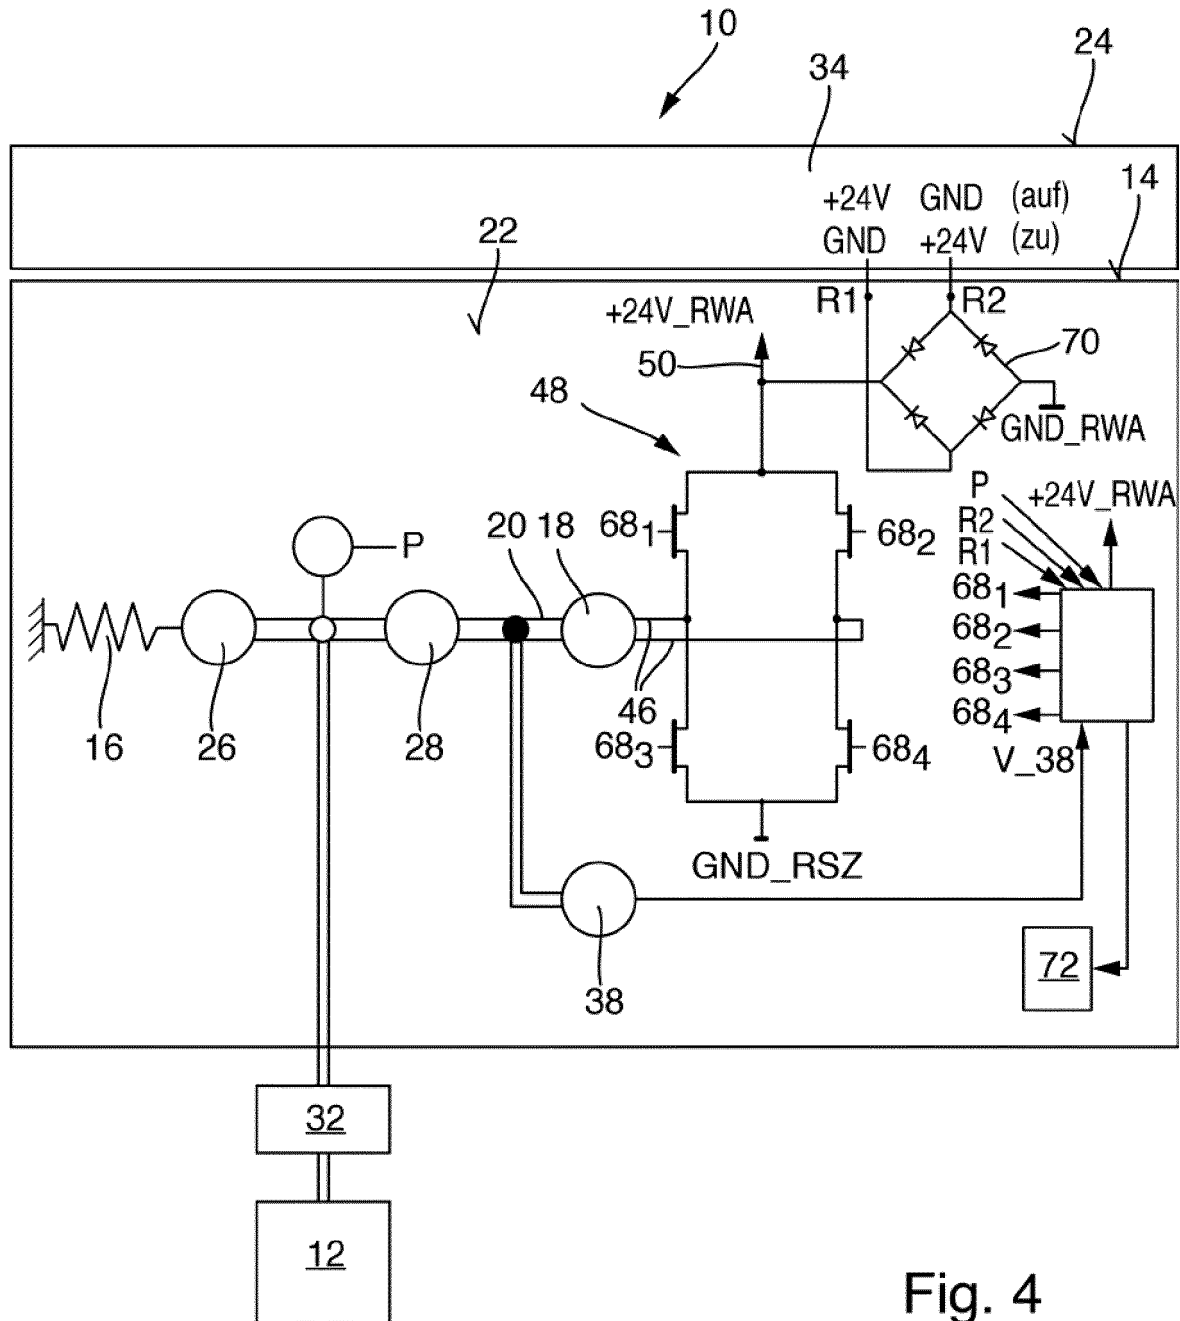 10
24
34
14
+24V GND (auf)
GND +24V (zu)
22
R1 R2
+24V_RWA
70
50
48
GND_RWA
P
+24V_RWA
R2
R1
20 18 68₁ 68₂
P
68₁
68₂
68₃
68₄
46
16 26 28 68₃ 68₄
V_38
GND_RSZ
72
38
32
12
Fig. 4